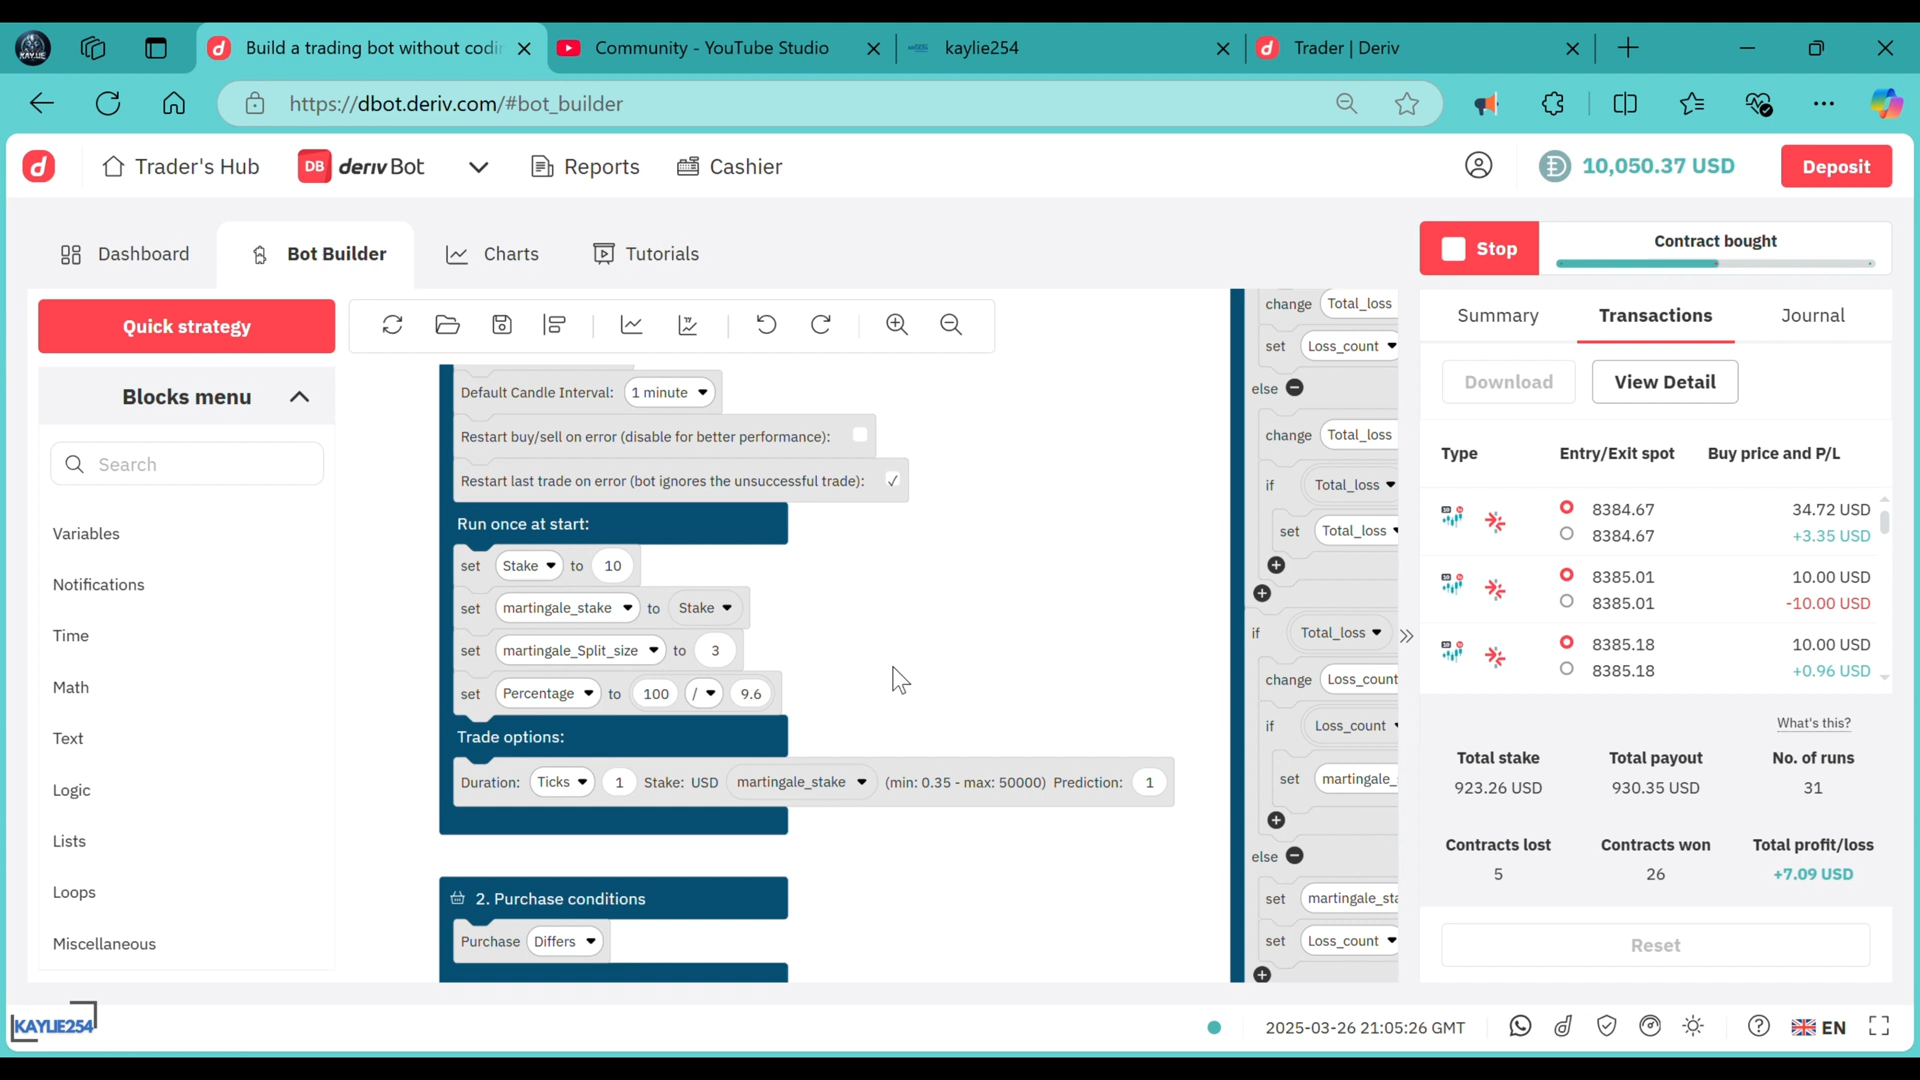 Build a trading bot without codi
Community - YouTube Studio
kaylie254
Trader | Deriv
https://dbot.deriv.com/#bot_builder
Trader's Hub
DB deriv Bot
Reports
Cashier
10,050.37 USD
Deposit
Dashboard
Bot Builder
Charts
Tutorials
Stop
Contract bought
Quick strategy
Blocks menu
Search
Variables
Notifications
Time
Math
Text
Logic
Lists
Loops
Miscellaneous
Default Candle Interval: 1 minute
Restart buy/sell on error (disable for better performance):
Restart last trade on error (bot ignores the unsuccessful trade): ✓
Run once at start:
set Stake to 10
set martingale_stake to Stake
set martingale_Split_size to 3
set Percentage to 100 / 9.6
Trade options:
Duration: Ticks 1 Stake: USD martingale_stake (min: 0.35 - max: 50000) Prediction: 1
2. Purchase conditions
Purchase Differs
change Total_loss
set Loss_count
else
change Total_loss
if Total_loss
set Total_loss
if Total_loss
change Loss_count
if Loss_count
set martingale_
else
set martingale_sta
set Loss_count
Summary
Transactions
Journal
Download
View Detail
Type Entry/Exit spot Buy price and P/L
8384.67 34.72 USD
8384.67 +3.35 USD
8385.01 10.00 USD
8385.01 -10.00 USD
8385.18 10.00 USD
8385.18 +0.96 USD
What's this?
Total stake Total payout No. of runs
923.26 USD 930.35 USD 31
Contracts lost Contracts won Total profit/loss
5 26 +7.09 USD
Reset
KAYLIE254
2025-03-26 21:05:26 GMT
EN